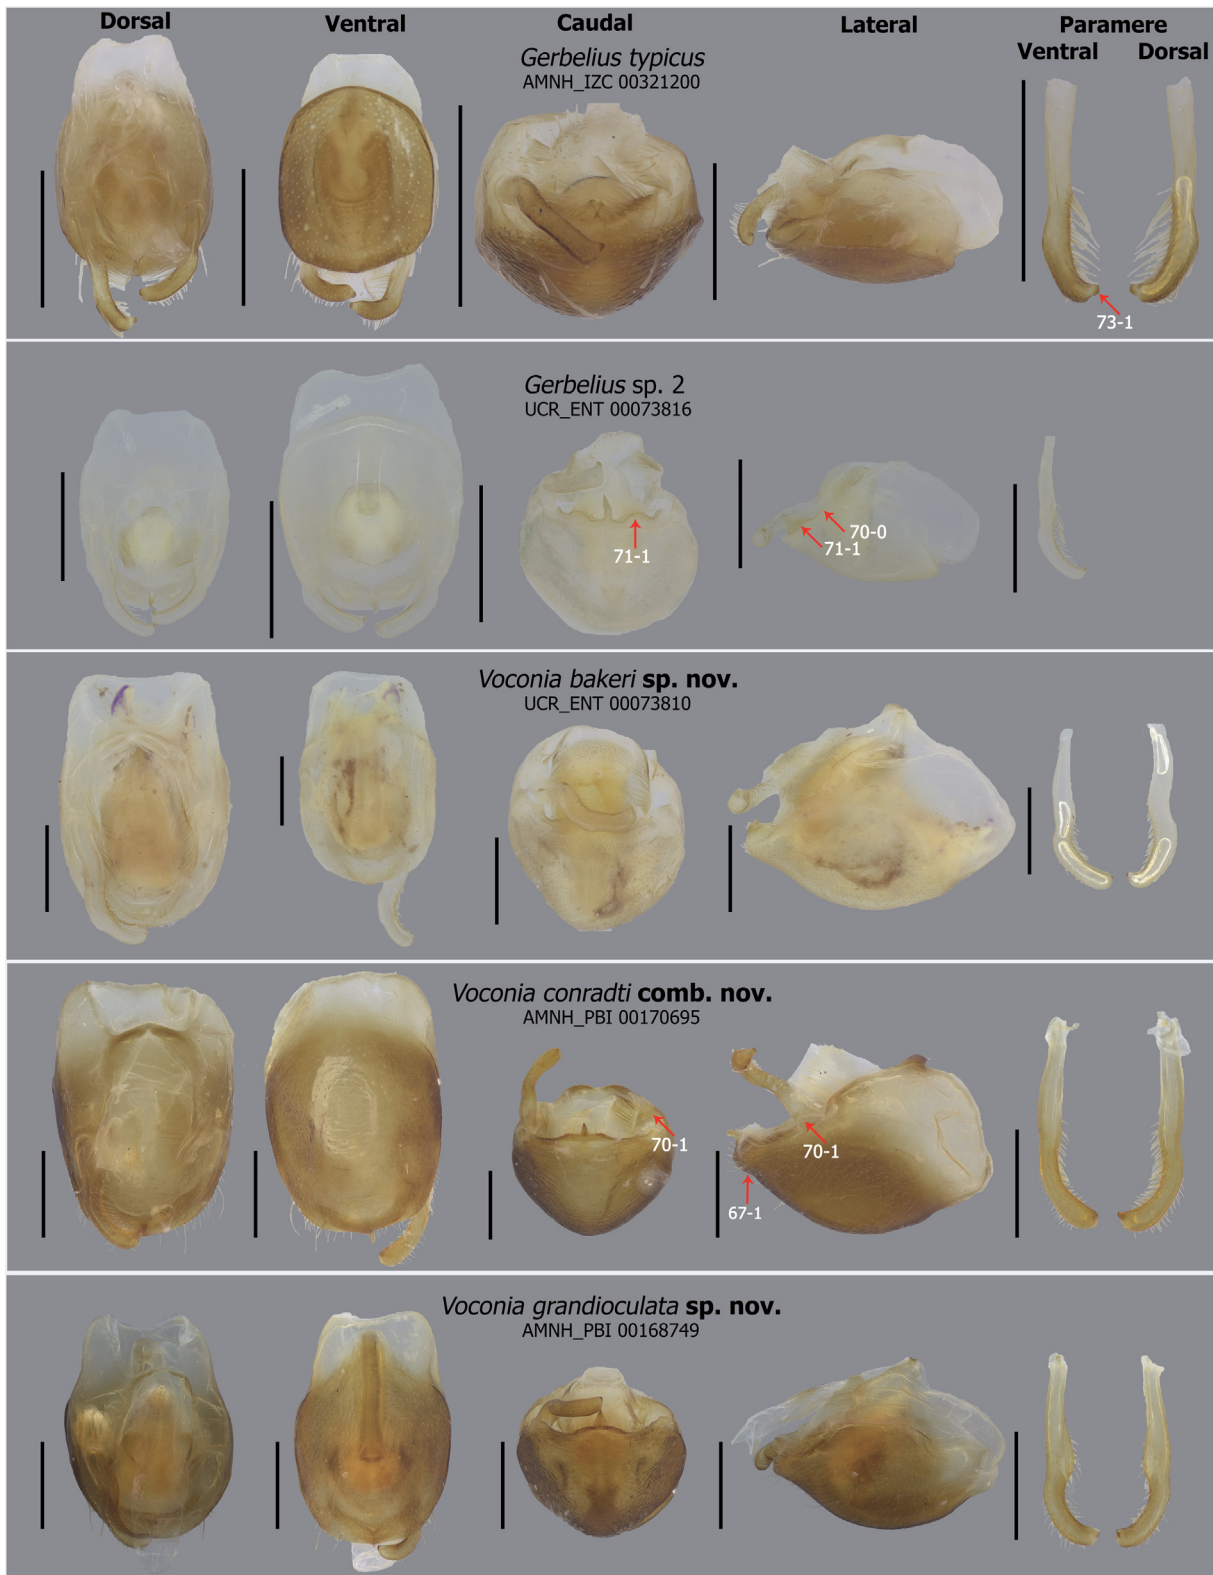 Dorsal Ventral Caudal Lateral Paramere
Ventral Dorsal
Gerbelius typicus
AMNH_IZC 00321200
73-1
Gerbelius sp. 2
UCR_ENT 00073816
70-0
71-1
71-1
Voconia bakeri sp. nov.
UCR_ENT 00073810
Voconia conradti comb. nov.
AMNH_PBI 00170695
70-1
70-1
67-1
Voconia grandioculata sp. nov.
AMNH_PBI 00168749